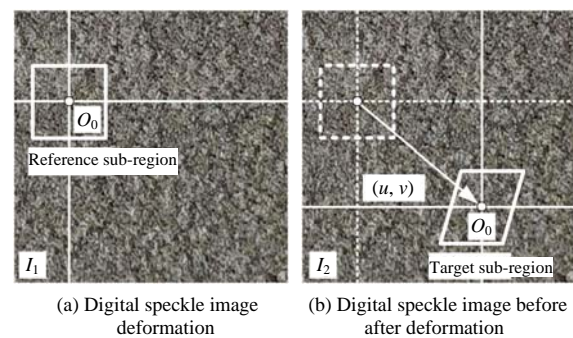 O₀
Reference sub-region
I₁
(u, v)
O₀
I₂
Target sub-region
(a) Digital speckle image
deformation
(b) Digital speckle image before
after deformation